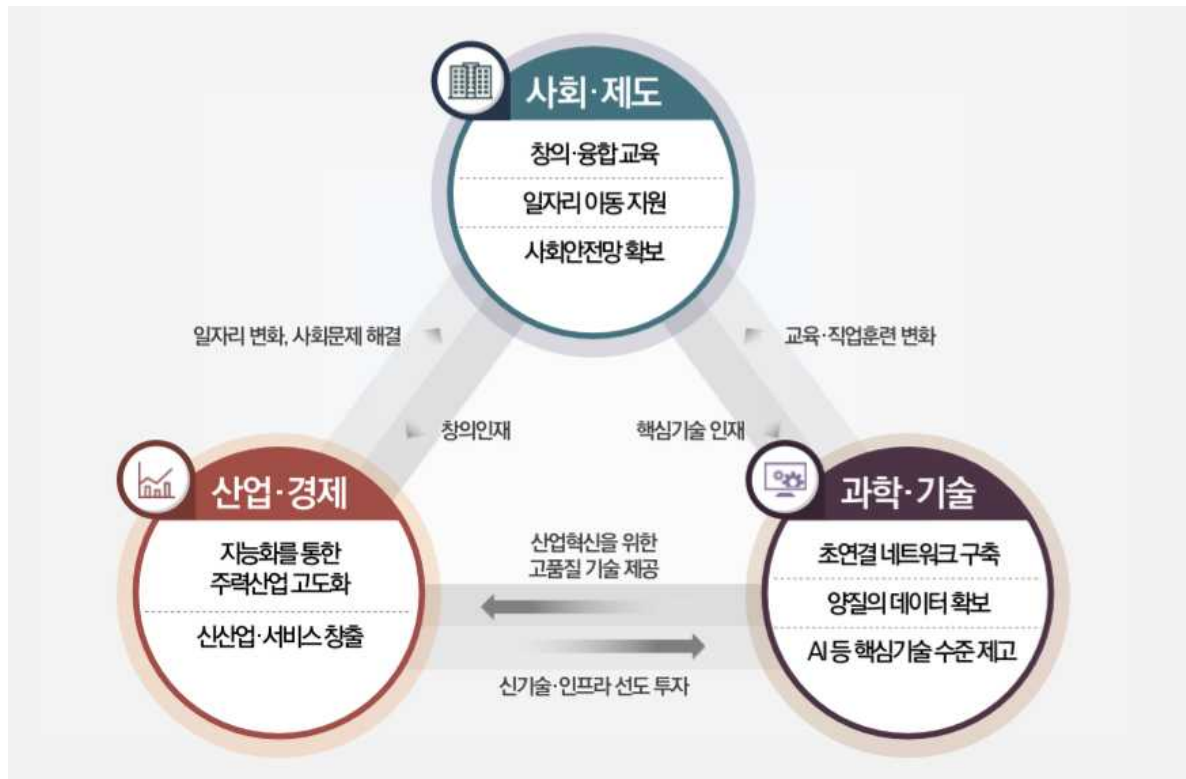 사회·제도
창의·융합 교육
일자리 이동 지원
사회안전망 확보
일자리 변화, 사회문제 해결
교육·직업훈련 변화
창의인재
핵심기술 인재
산업·경제
지능화를 통한
주력산업 고도화
신산업·서비스 창출
산업혁신을 위한
고품질 기술 제공
신기술·인프라 선도 투자
과학·기술
초연결 네트워크 구축
양질의 데이터 확보
AI 등 핵심기술 수준 제고